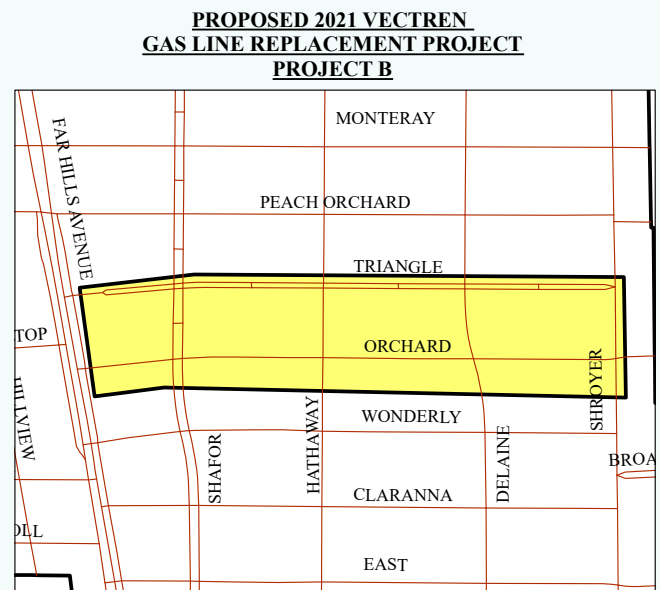 PROPOSED 2021 VECTREN
GAS LINE REPLACEMENT PROJECT
PROJECT B
MONTERAY
FAR HILLS AVENUE
PEACH ORCHARD
TRIANGLE
TOP
ORCHARD
SHROYER
HILLVIEW
WONDERLY
HATHAWAY
SHAFOR
DELAINE
BROA
CLARANNA
OLL
EAST